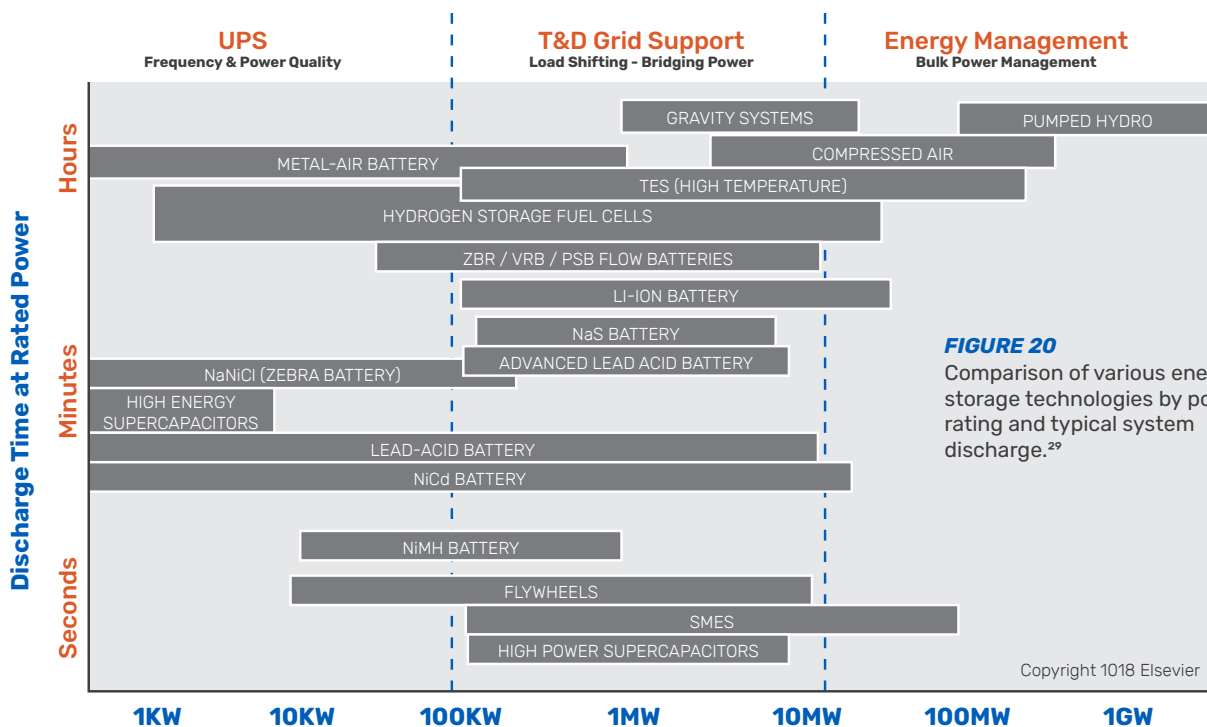 UPS
Frequency & Power Quality
T&D Grid Support
Load Shifting - Bridging Power
Energy Management
Bulk Power Management
Discharge Time at Rated Power
Hours
Minutes
Seconds
GRAVITY SYSTEMS
PUMPED HYDRO
METAL-AIR BATTERY
COMPRESSED AIR
TES (HIGH TEMPERATURE)
HYDROGEN STORAGE FUEL CELLS
ZBR / VRB / PSB FLOW BATTERIES
LI-ION BATTERY
NaS BATTERY
ADVANCED LEAD ACID BATTERY
NaNiCl (ZEBRA BATTERY)
HIGH ENERGY
SUPERCAPACITORS
LEAD-ACID BATTERY
NiCd BATTERY
NiMH BATTERY
FLYWHEELS
SMES
HIGH POWER SUPERCAPACITORS
FIGURE 20
Comparison of various ene
storage technologies by po
rating and typical system
discharge.²⁹
Copyright 1018 Elsevier
1KW 10KW 100KW 1MW 10MW 100MW 1GW